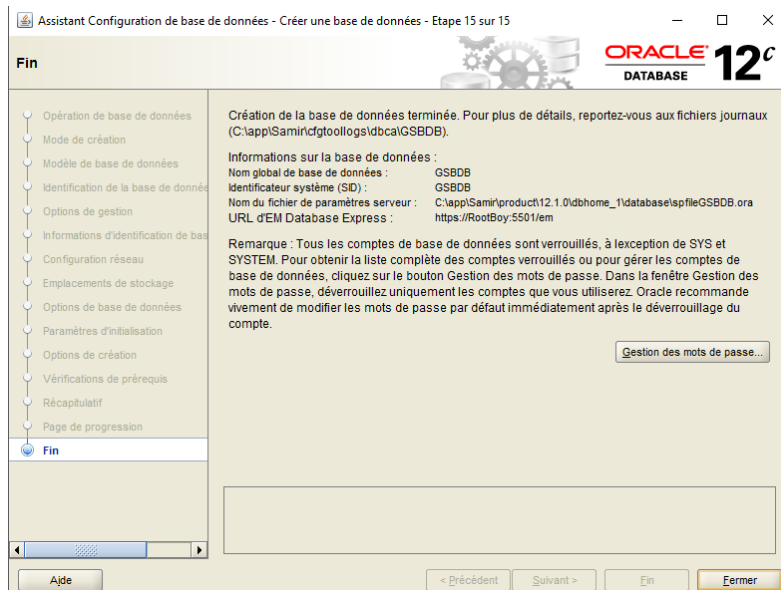 Assistant Configuration de base de données - Créer une base de données - Etape 15 sur 15
Fin
ORACLE
DATABASE
12c
Opération de base de données
Mode de création
Modèle de base de données
Identification de la base de donnée
Options de gestion
Informations d'identification de bas
Configuration réseau
Emplacements de stockage
Options de base de données
Paramètres d'initialisation
Options de création
Vérifications de prérequis
Récapitulatif
Page de progression
Fin
Création de la base de données terminée. Pour plus de détails, reportez-vous aux fichiers journaux
(C:\app\Samir\cfgtoollogs\dbca\GSBDB).
Informations sur la base de données :
Nom global de base de données : GSBDB
Identificateur système (SID) : GSBDB
Nom du fichier de paramètres serveur : C:\app\Samir\product\12.1.0\dbhome_1\database\spfileGSBDB.ora
URL d'EM Database Express : https://RootBoy:5501/em
Remarque : Tous les comptes de base de données sont verrouillés, à lexception de SYS et
SYSTEM. Pour obtenir la liste complète des comptes verrouillés ou pour gérer les comptes de
base de données, cliquez sur le bouton Gestion des mots de passe. Dans la fenêtre Gestion des
mots de passe, déverrouillez uniquement les comptes que vous utiliserez. Oracle recommande
vivement de modifier les mots de passe par défaut immédiatement après le déverrouillage du
compte.
Gestion des mots de passe...
Aide
< Précédent
Suivant >
Fin
Fermer